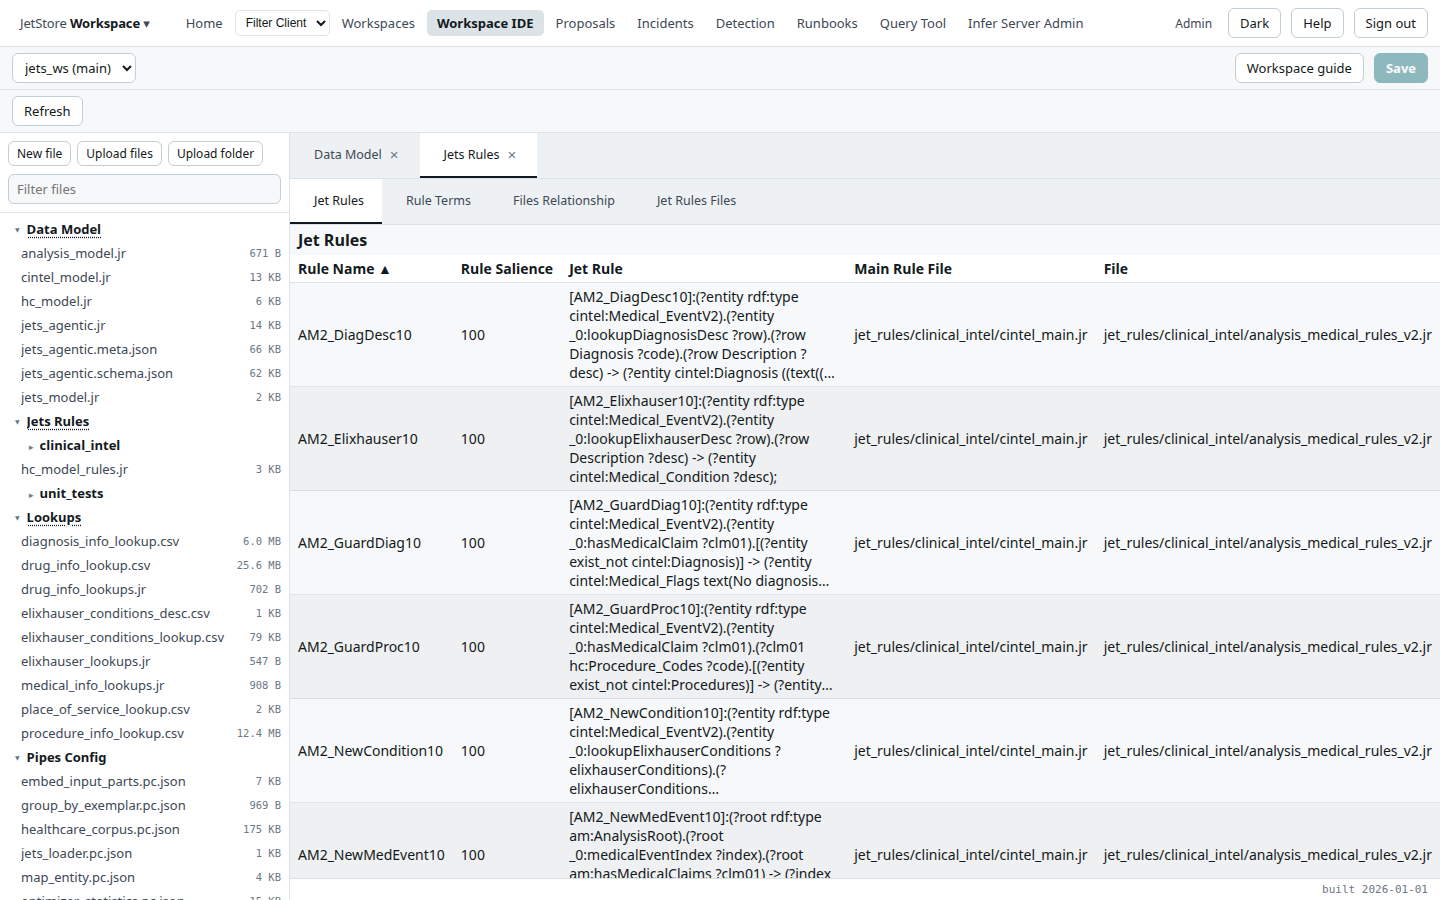 JetStore Workspace ▾
Home
Filter Client
Workspaces
Workspace IDE
Proposals
Incidents
Detection
Runbooks
Query Tool
Infer Server Admin
Admin
Dark
Help
Sign out
jets_ws (main)
Workspace guide
Save
Refresh
New file
Upload files
Upload folder
Filter files
▾ Data Model
analysis_model.jr 671 B
cintel_model.jr 13 KB
hc_model.jr 6 KB
jets_agentic.jr 14 KB
jets_agentic.meta.json 66 KB
jets_agentic.schema.json 62 KB
jets_model.jr 2 KB
▾ Jets Rules
▸ clinical_intel
hc_model_rules.jr 3 KB
▸ unit_tests
▾ Lookups
diagnosis_info_lookup.csv 6.0 MB
drug_info_lookup.csv 25.6 MB
drug_info_lookups.jr 702 B
elixhauser_conditions_desc.csv 1 KB
elixhauser_conditions_lookup.csv 79 KB
elixhauser_lookups.jr 547 B
medical_info_lookups.jr 908 B
place_of_service_lookup.csv 2 KB
procedure_info_lookup.csv 12.4 MB
▾ Pipes Config
embed_input_parts.pc.json 7 KB
group_by_exemplar.pc.json 969 B
healthcare_corpus.pc.json 175 KB
jets_loader.pc.json 1 KB
map_entity.pc.json 4 KB
Data Model ×
Jets Rules ×
Jet Rules
Rule Terms
Files Relationship
Jet Rules Files
Jet Rules
Rule Name ▲ Rule Salience Jet Rule Main Rule File File
AM2_DiagDesc10
100
[AM2_DiagDesc10]:(?entity rdf:type
cintel:Medical_EventV2).(?entity
_0:lookupDiagnosisDesc ?row).(?row
Diagnosis ?code).(?row Description ?
desc) -> (?entity cintel:Diagnosis ((text((...
jet_rules/clinical_intel/cintel_main.jr
jet_rules/clinical_intel/analysis_medical_rules_v2.jr
AM2_Elixhauser10
100
[AM2_Elixhauser10]:(?entity rdf:type
cintel:Medical_EventV2).(?entity
_0:lookupElixhauserDesc ?row).(?row
Description ?desc) -> (?entity
cintel:Medical_Condition ?desc);
jet_rules/clinical_intel/cintel_main.jr
jet_rules/clinical_intel/analysis_medical_rules_v2.jr
AM2_GuardDiag10
100
[AM2_GuardDiag10]:(?entity rdf:type
cintel:Medical_EventV2).(?entity
_0:hasMedicalClaim ?clm01).[(?entity
exist_not cintel:Diagnosis)] -> (?entity
cintel:Medical_Flags text(No diagnosis...
jet_rules/clinical_intel/cintel_main.jr
jet_rules/clinical_intel/analysis_medical_rules_v2.jr
AM2_GuardProc10
100
[AM2_GuardProc10]:(?entity rdf:type
cintel:Medical_EventV2).(?entity
_0:hasMedicalClaim ?clm01).(?clm01
hc:Procedure_Codes ?code).[(?entity
exist_not cintel:Procedures)] -> (?entity...
jet_rules/clinical_intel/cintel_main.jr
jet_rules/clinical_intel/analysis_medical_rules_v2.jr
AM2_NewCondition10
100
[AM2_NewCondition10]:(?entity rdf:type
cintel:Medical_EventV2).(?entity
_0:lookupElixhauserConditions ?
elixhauserConditions).(?
elixhauserConditions...
jet_rules/clinical_intel/cintel_main.jr
jet_rules/clinical_intel/analysis_medical_rules_v2.jr
AM2_NewMedEvent10
100
[AM2_NewMedEvent10]:(?root rdf:type
am:AnalysisRoot).(?root
_0:medicalEventIndex ?index).(?root
am:hasMedicalClaims ?clm01) -> (?index
jet_rules/clinical_intel/cintel_main.jr
jet_rules/clinical_intel/analysis_medical_rules_v2.jr
built 2026-01-01